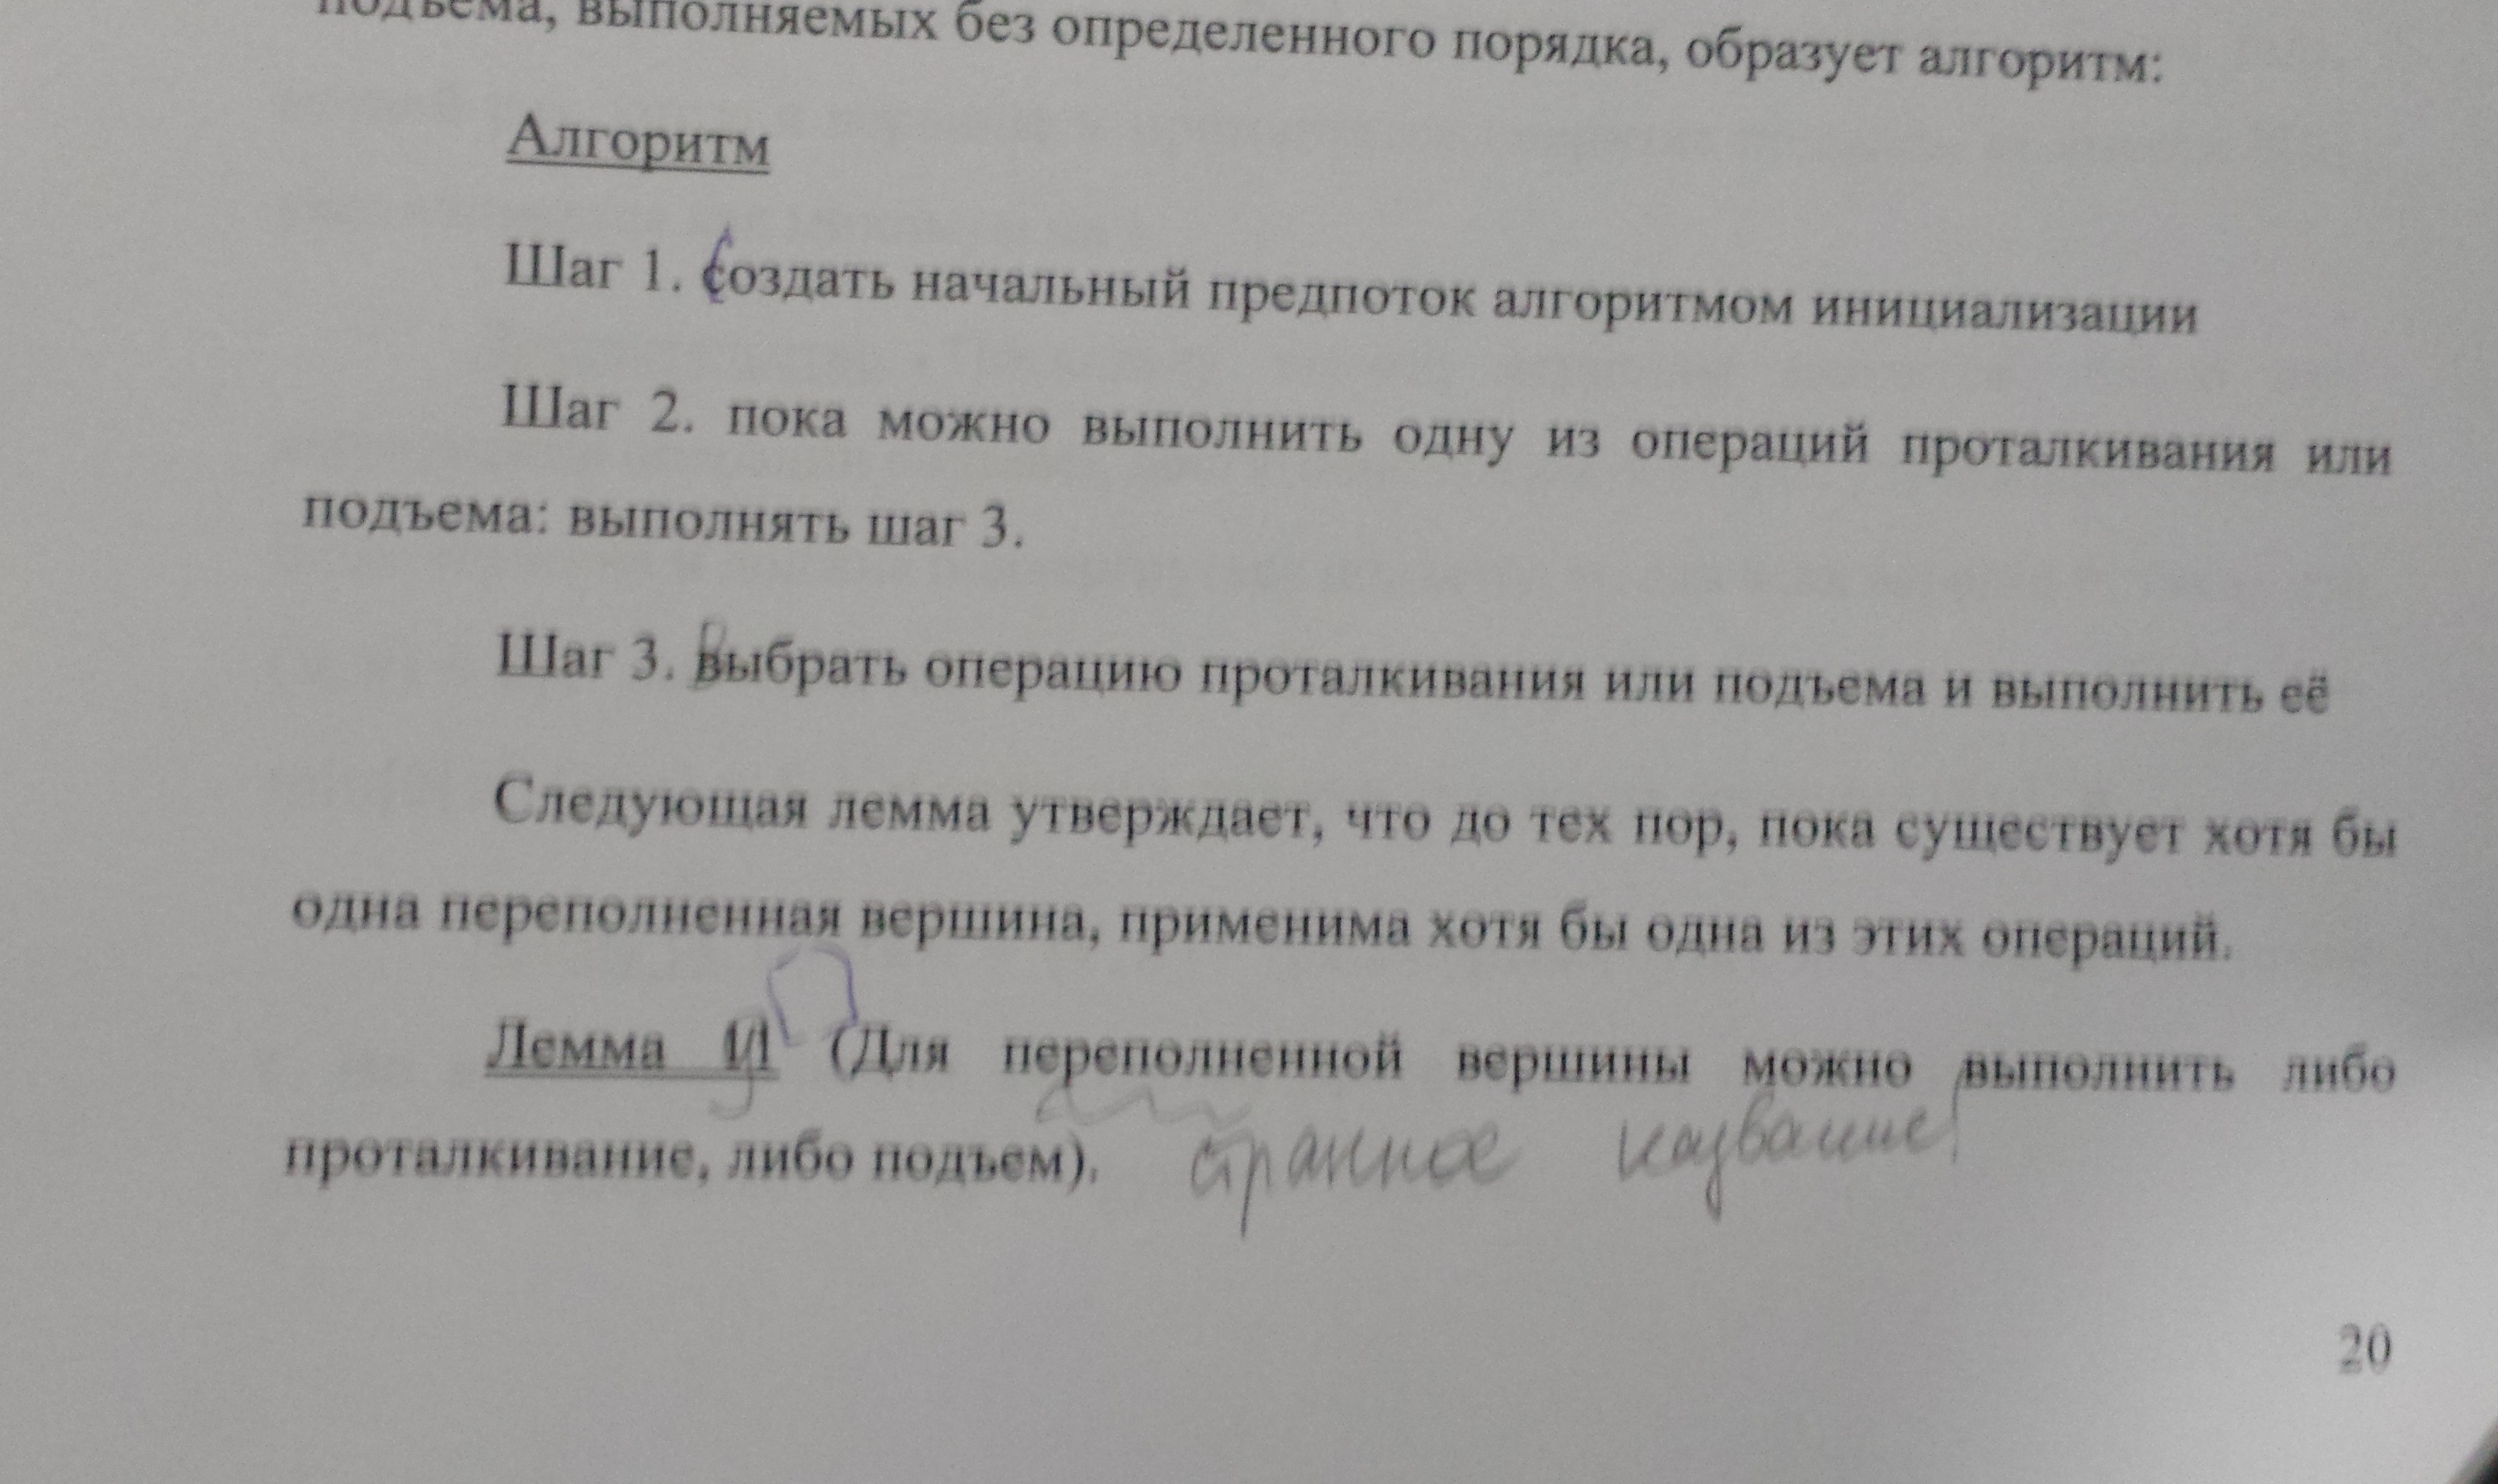 подъема, выполняемых без определенного порядка, образует алгоритм:
Алгоритм
Шаг 1. Создать начальный предпоток алгоритмом инициализации
Шаг 2. пока можно выполнить одну из операций проталкивания или
подъема: выполнять шаг 3.
Шаг 3. Выбрать операцию проталкивания или подъема и выполнить её
Следующая лемма утверждает, что до тех пор, пока существует хотя бы
одна переполненная вершина, применима хотя бы одна из этих операций.
Лемма (Для переполненной вершины можно выполнить либо
проталкивание, либо подъем). странное название!
20